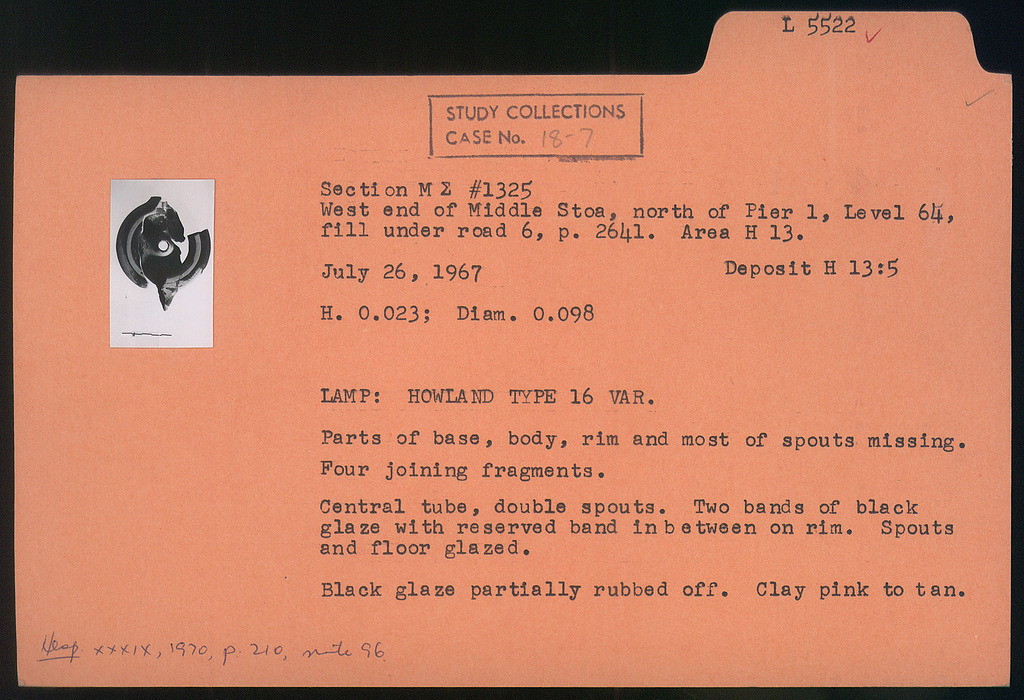 L 5522
STUDY COLLECTIONS
CASE No. 18-7
Section M Σ #1325
West end of Middle Stoa, north of Pier 1, Level 64,
fill under road 6, p. 2641. Area H 13.
July 26, 1967 Deposit H 13:5
H. 0.023; Diam. 0.098
LAMP: HOWLAND TYPE 16 VAR.
Parts of base, body, rim and most of spouts missing.
Four joining fragments.
Central tube, double spouts. Two bands of black
glaze with reserved band inbetween on rim. Spouts
and floor glazed.
Black glaze partially rubbed off. Clay pink to tan.
Hesp. XXXIX, 1970, p. 210, note 96